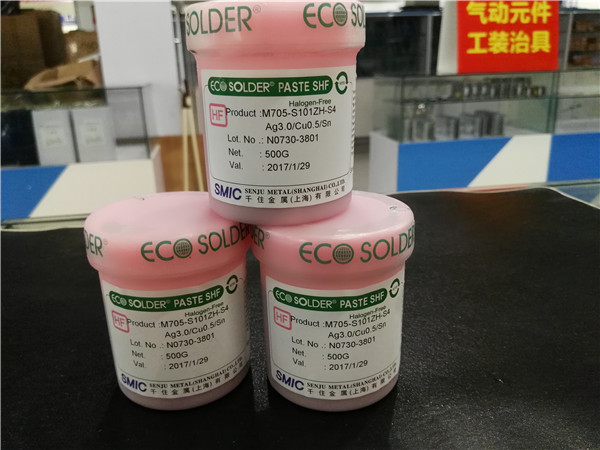 ECO SOLDER
气动元件
工装治具
ECO SOLDER® PASTE SHF
Halogen-Free
HF
Product :M705-S101ZH-S4
Ag3.0/Cu0.5/Sn
Lot. No. : N0730-3801
Net. : 500G
Val. : 2017/1/29
SMIC
SENJU METAL(SHANGHAI)CO.,LTD.
千住金属(上海)有限公司
DER
ECO SOLDER
ECO SOLDER® PASTE SHF
Halogen-Free
HF
Product :M705-S101ZH-S4
Ag3.0/Cu0.5/Sn
Lot. No. : N0730-3801
Net. : 500G
Val. : 2017/1/29
SMIC
SENJU METAL(SHANGHAI)CO.,LTD.
千住金属(上海)有限公司
ECO SOLDER
ECO SOLDER® PASTE SHF
Halogen-Free
HF
Product :M705-S101ZH-S4
Ag3.0/Cu0.5/Sn
Lot. No. : N0730-3801
Net. : 500G
Val. : 2017/1/29
SMIC
SENJU METAL(SHANGHAI)CO.,LTD.
千住金属(上海)有限公司